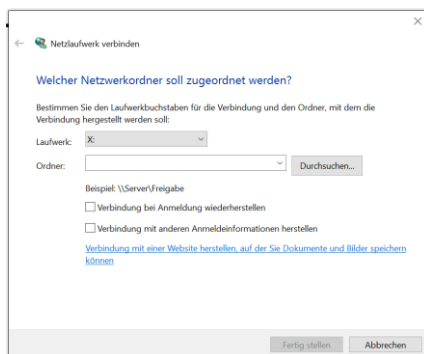 Netzlaufwerk verbinden
Welcher Netzwerkordner soll zugeordnet werden?
Bestimmen Sie den Laufwerkbuchstaben für die Verbindung und den Ordner, mit dem die
Verbindung hergestellt werden soll:
Laufwerk: X:
Ordner: Durchsuchen...
Beispiel: \\Server\Freigabe
Verbindung bei Anmeldung wiederherstellen
Verbindung mit anderen Anmeldeinformationen herstellen
Verbindung mit einer Website herstellen, auf der Sie Dokumente und Bilder speichern
können
Fertig stellen Abbrechen